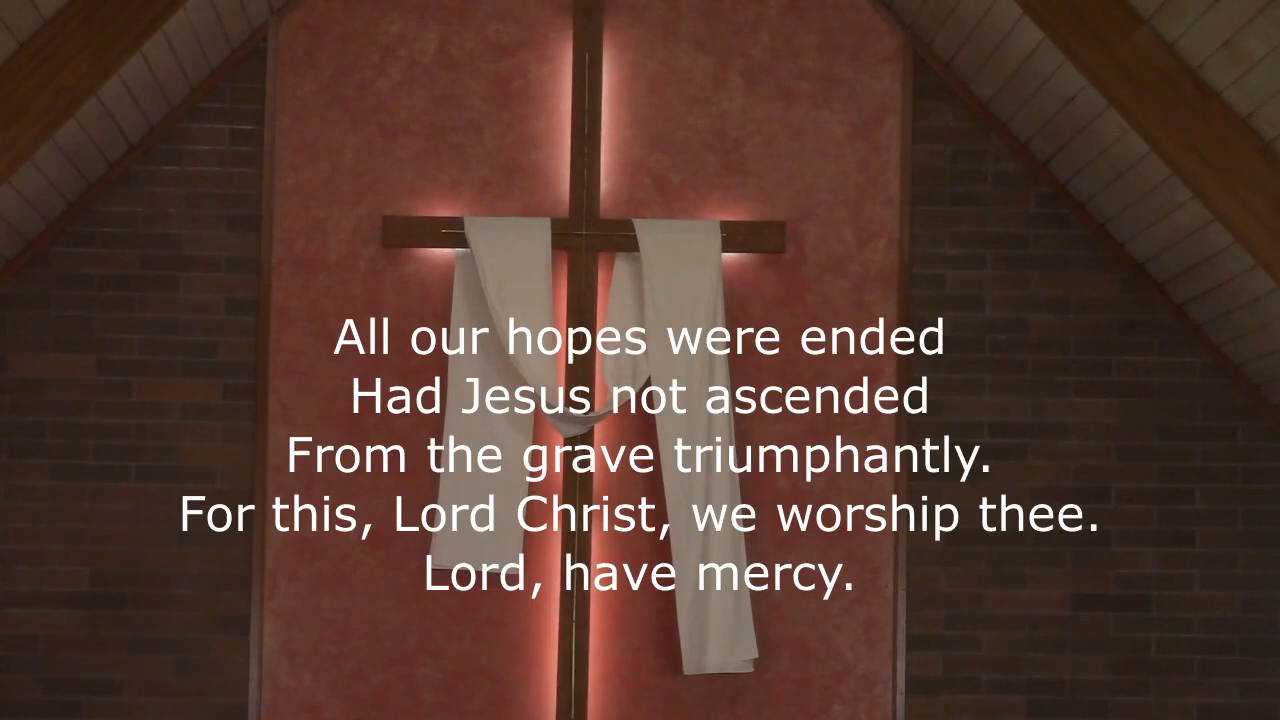 All our hopes were ended
Had Jesus not ascended
From the grave triumphantly.
For this, Lord Christ, we worship thee.
Lord, have mercy.